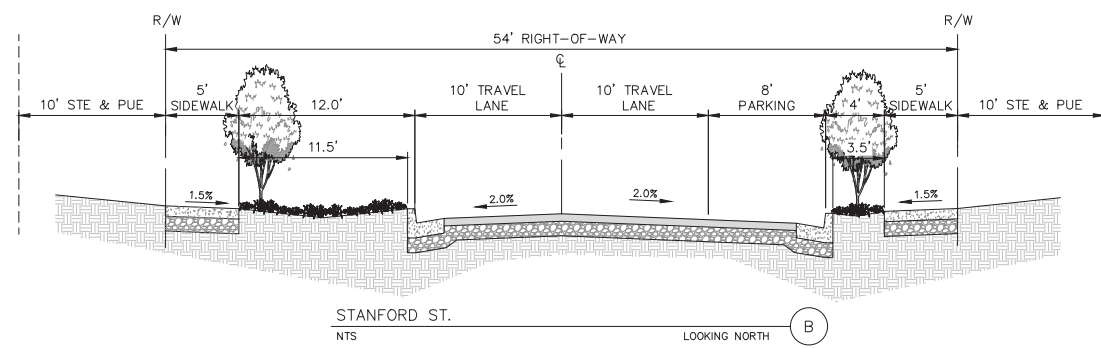 R/W
R/W
54' RIGHT-OF-WAY
℄
10' STE & PUE
5'
SIDEWALK
12.0'
10' TRAVEL
LANE
10' TRAVEL
LANE
8'
PARKING
4'
5'
SIDEWALK
10' STE & PUE
11.5'
3.5'
1.5%
2.0%
2.0%
1.5%
STANFORD ST.
NTS
LOOKING NORTH
B